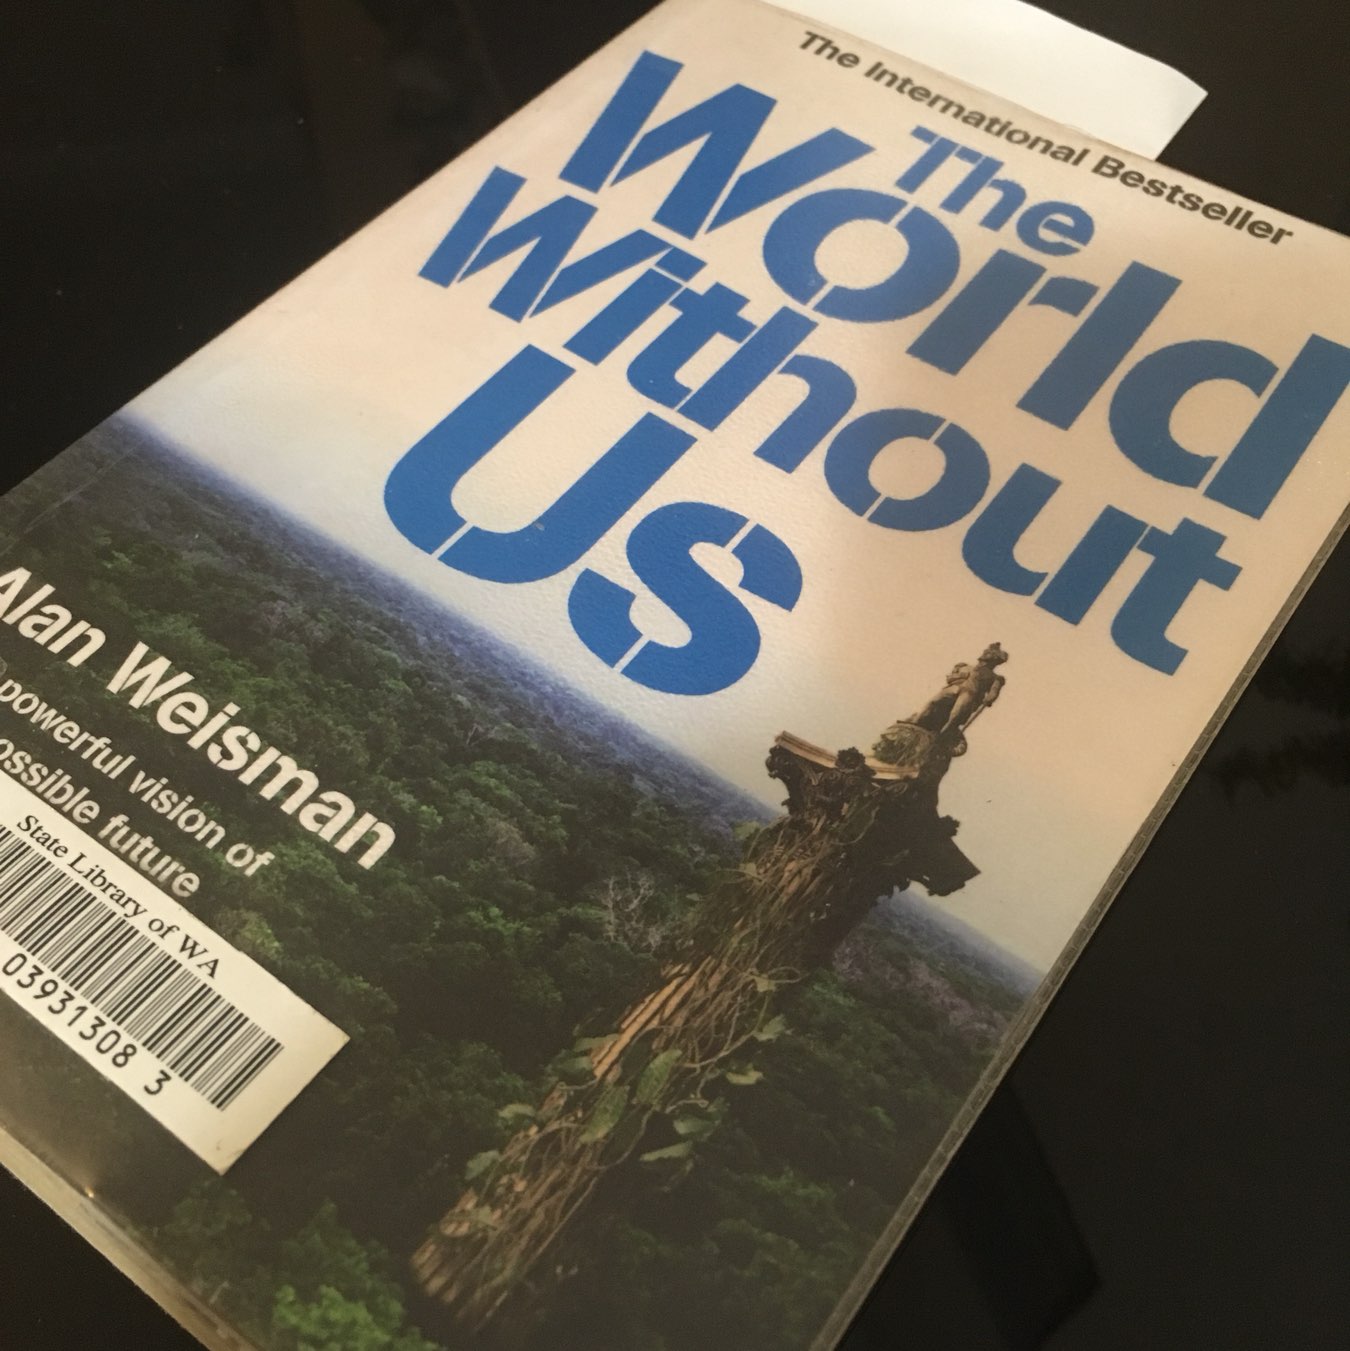 The International Bestseller
The
World
Without
Us
Alan Weisman
powerful vision of
possible future
State Library of WA
03931308 3